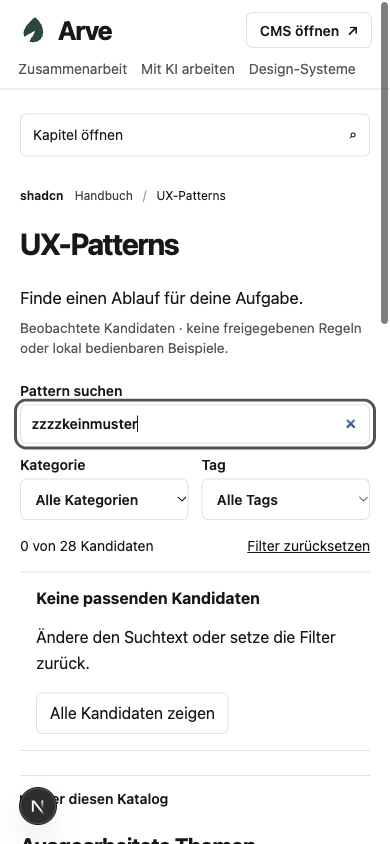 Arve
CMS öffnen
Zusammenarbeit Mit KI arbeiten Design-Systeme
Kapitel öffnen
shadcn Handbuch / UX-Patterns
UX-Patterns
Finde einen Ablauf für deine Aufgabe.
Beobachtete Kandidaten · keine freigegebenen Regeln
oder lokal bedienbaren Beispiele.
Pattern suchen
zzzzkeinmuster
Kategorie Tag
Alle Kategorien Alle Tags
0 von 28 Kandidaten Filter zurücksetzen
Keine passenden Kandidaten
Ändere den Suchtext oder setze die Filter
zurück.
Alle Kandidaten zeigen
N
diesen Katalog
Ausgearbeitete Themen